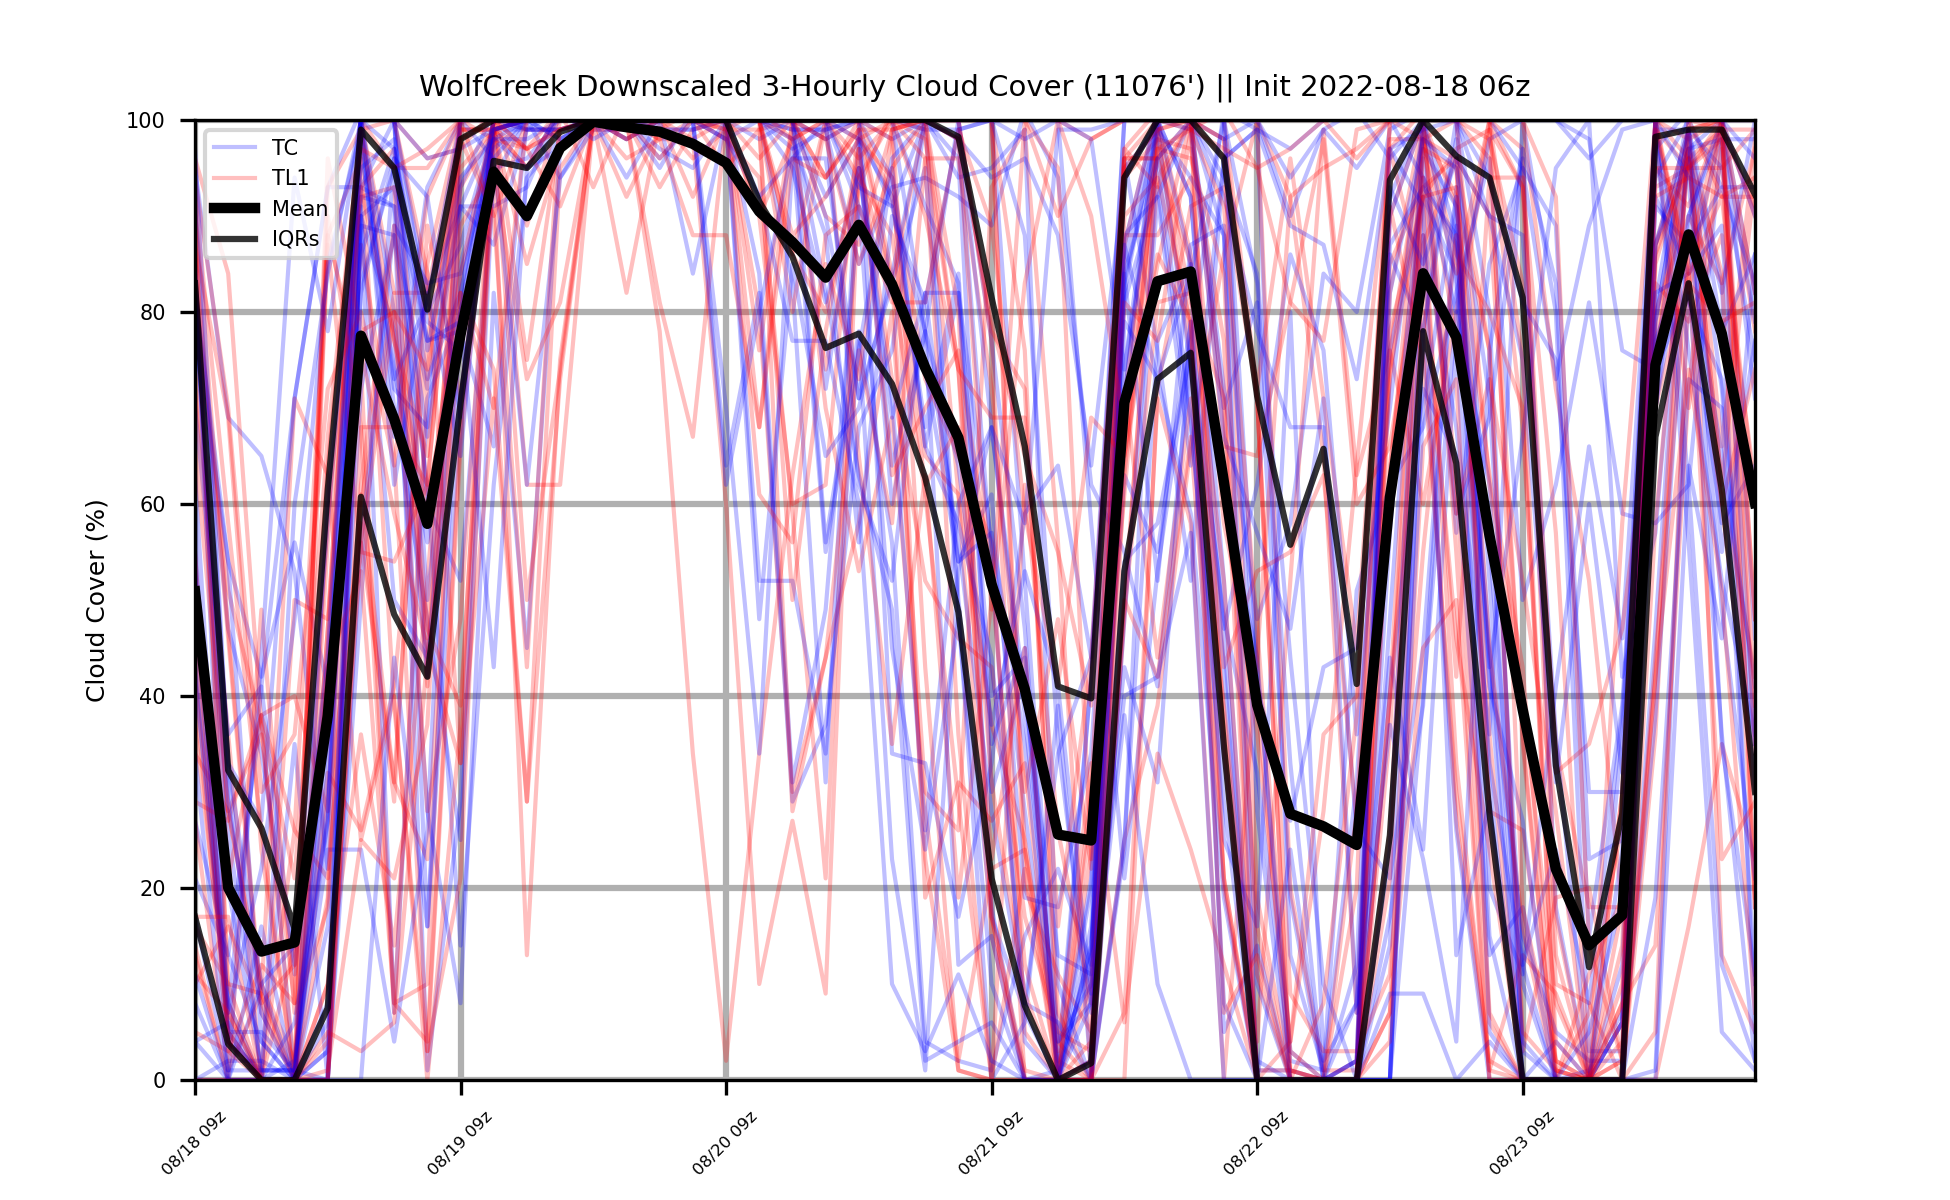 WolfCreek Downscaled 3-Hourly Cloud Cover (11076') || Init 2022-08-18 06z
TC
TL1
Mean
IQRs
Cloud Cover (%)
100
80
60
40
20
0
08/18 09z
08/19 09z
08/20 09z
08/21 09z
08/22 09z
08/23 09z